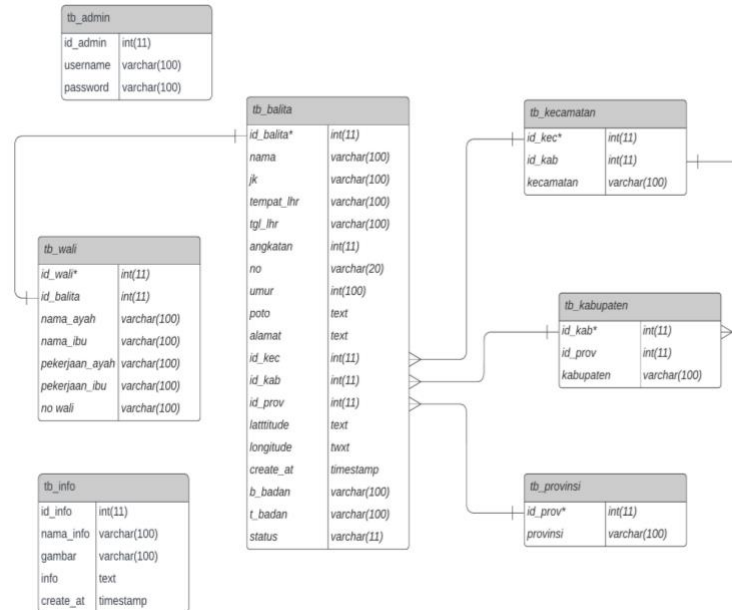 tb_admin
id_admin int(11)
username varchar(100)
password varchar(100)
tb_balita
id_balita* int(11)
nama varchar(100)
jk varchar(100)
tempat_lhr varchar(100)
tgl_lhr varchar(100)
angkatan int(11)
no varchar(20)
umur int(100)
poto text
alamat text
id_kec int(11)
id_kab int(11)
id_prov int(11)
latttitude text
longitude twxt
create_at timestamp
b_badan varchar(100)
t_badan varchar(100)
status varchar(11)
tb_kecamatan
id_kec* int(11)
id_kab int(11)
kecamatan varchar(100)
tb_wali
id_wali* int(11)
id_balita int(11)
nama_ayah varchar(100)
nama_ibu varchar(100)
pekerjaan_ayah varchar(100)
pekerjaan_ibu varchar(100)
no wali varchar(100)
tb_kabupaten
id_kab* int(11)
id_prov int(11)
kabupaten varchar(100)
tb_info
id_info int(11)
nama_info varchar(100)
gambar varchar(100)
info text
create_at timestamp
tb_provinsi
id_prov* int(11)
provinsi varchar(100)